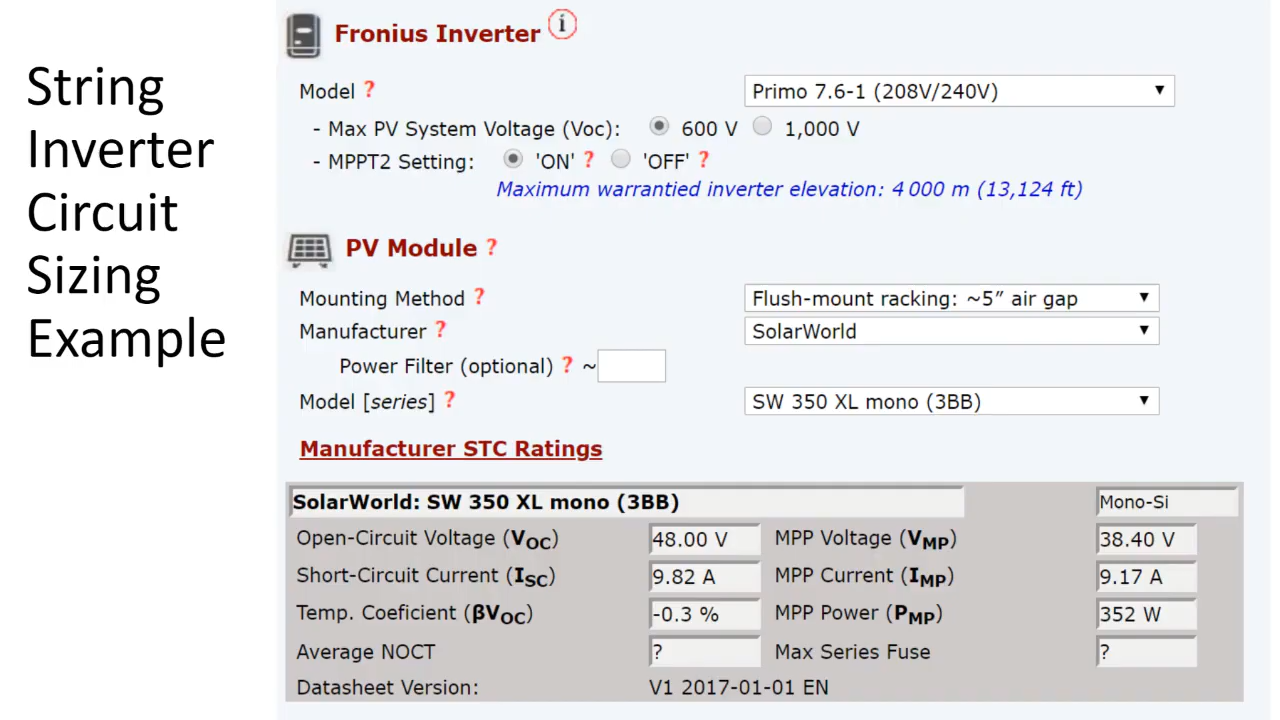 String
Inverter
Circuit
Sizing
Example
Fronius Inverter i
Model ? Primo 7.6-1 (208V/240V)
- Max PV System Voltage (Voc): 600 V 1,000 V
- MPPT2 Setting: 'ON' ? 'OFF' ?
Maximum warrantied inverter elevation: 4 000 m (13,124 ft)
PV Module ?
Mounting Method ? Flush-mount racking: ~5” air gap
Manufacturer ? SolarWorld
Power Filter (optional) ? ~
Model [series] ? SW 350 XL mono (3BB)
Manufacturer STC Ratings
SolarWorld: SW 350 XL mono (3BB) Mono-Si
Open-Circuit Voltage (VOC) 48.00 V MPP Voltage (VMP) 38.40 V
Short-Circuit Current (ISC) 9.82 A MPP Current (IMP) 9.17 A
Temp. Coeficient (βVOC) -0.3 % MPP Power (PMP) 352 W
Average NOCT ? Max Series Fuse ?
Datasheet Version: V1 2017-01-01 EN